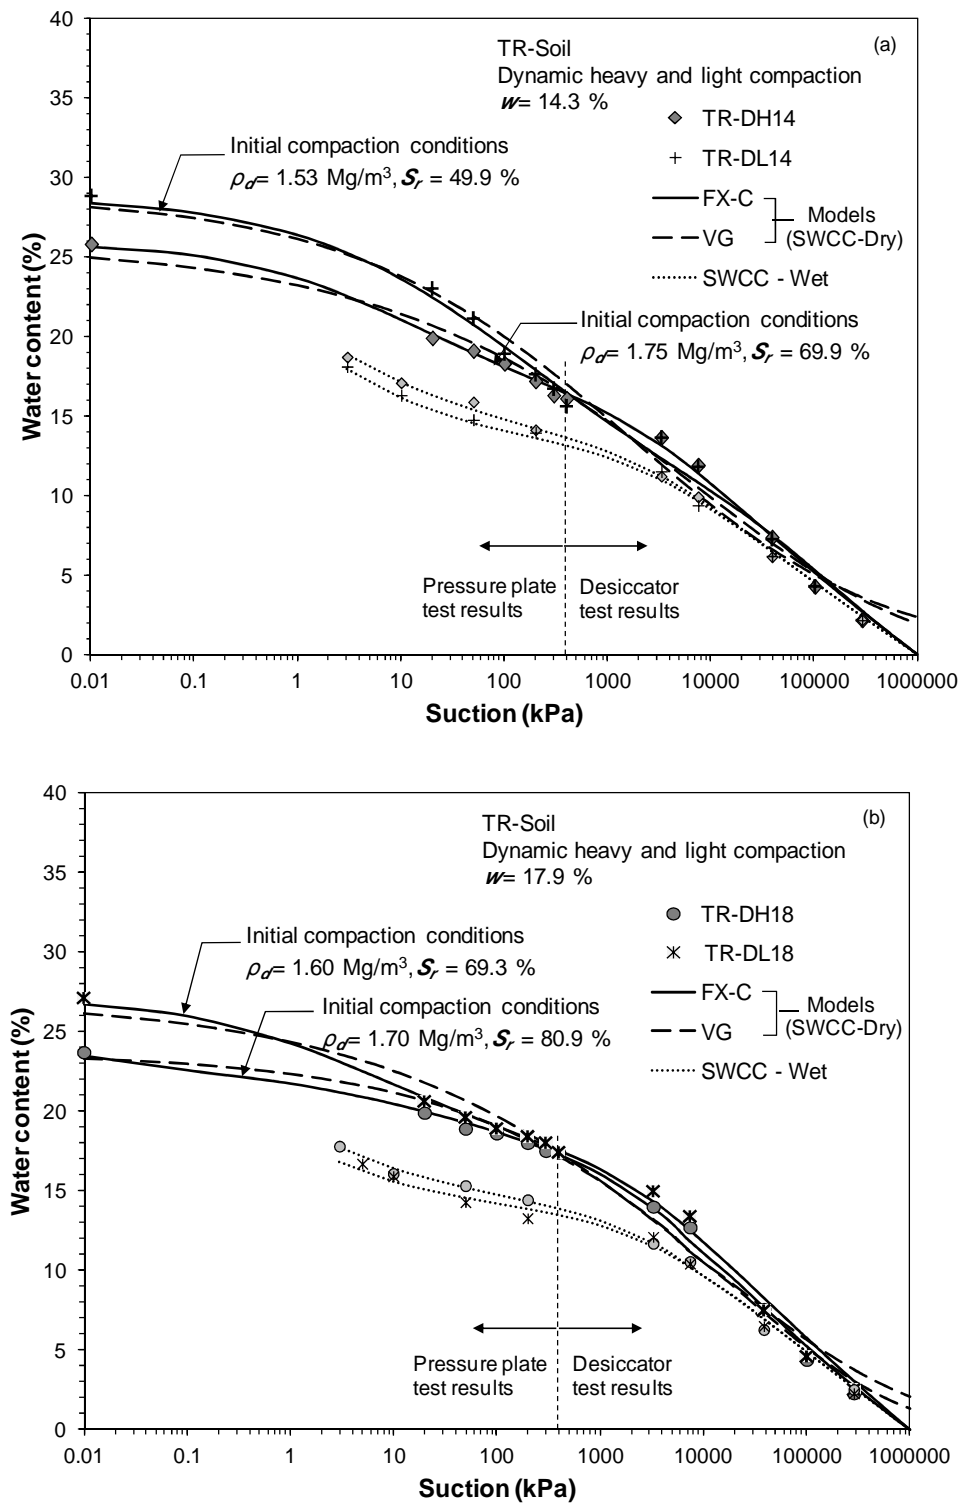 40
(a)
TR-Soil
Dynamic heavy and light compaction
w= 14.3 %
35
TR-DH14
Initial compaction conditions
TR-DL14
ρd= 1.53 Mg/m³, Sr = 49.9 %
30
FX-C
Models
VG
(SWCC-Dry)
25
SWCC - Wet
Initial compaction conditions
20
ρd= 1.75 Mg/m³, Sr = 69.9 %
Water content (%)
15
10
Pressure plate
test results
Desiccator
test results
5
0
0.01 0.1 1 10 100 1000 10000 100000 1000000
Suction (kPa)
40
(b)
TR-Soil
Dynamic heavy and light compaction
w= 17.9 %
35
TR-DH18
Initial compaction conditions
TR-DL18
ρd= 1.60 Mg/m³, Sr = 69.3 %
30
FX-C
Models
VG
(SWCC-Dry)
Initial compaction conditions
ρd= 1.70 Mg/m³, Sr = 80.9 %
25
SWCC - Wet
20
Water content (%)
15
10
5
Pressure plate
test results
Desiccator
test results
0
0.01 0.1 1 10 100 1000 10000 100000 1000000
Suction (kPa)